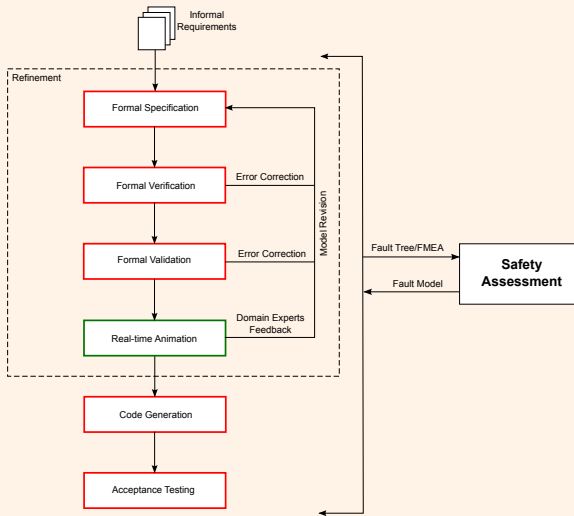 Informal
Requirements
Refinement
Formal Specification
Formal Verification
Error Correction
Model Revision
Formal Validation
Error Correction
Domain Experts
Feedback
Real-time Animation
Code Generation
Acceptance Testing
Fault Tree/FMEA
Fault Model
Safety
Assessment